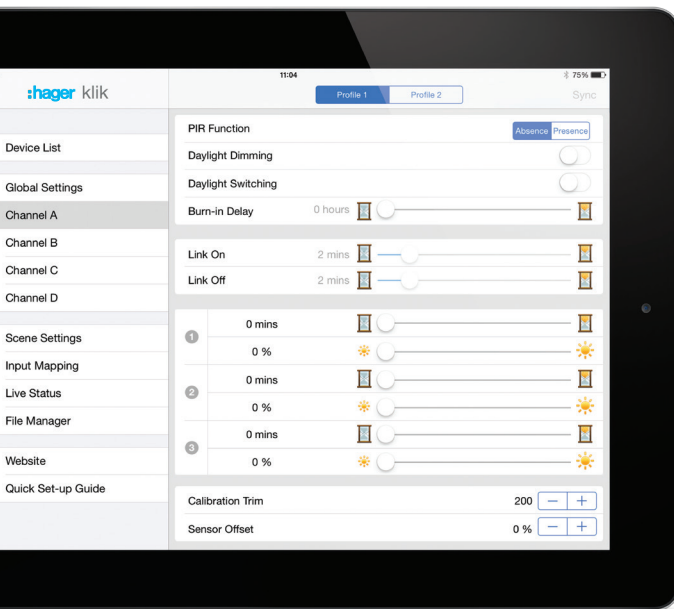 11:04
75%
:hager klik
Profile 1 Profile 2
Sync
Device List
Global Settings
Channel A
Channel B
Channel C
Channel D
Scene Settings
Input Mapping
Live Status
File Manager
Website
Quick Set-up Guide
PIR Function Absence Presence
Daylight Dimming
Daylight Switching
Burn-in Delay 0 hours
Link On 2 mins
Link Off 2 mins
1
0 mins
0 %
2
0 mins
0 %
3
0 mins
0 %
Calibration Trim 200 − +
Sensor Offset 0 % − +